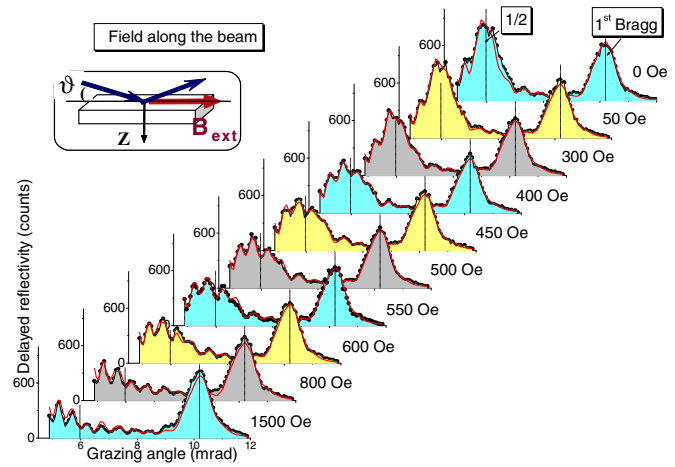 Field along the beam
1/2
1st Bragg
ϑ
Z
Bext
600
0 Oe
600
50 Oe
600
300 Oe
600
400 Oe
600
450 Oe
600
500 Oe
600
550 Oe
600
0
600 Oe
600
0
800 Oe
600
0
1500 Oe
6
8
10
12
Grazing angle (mrad)
Delayed reflectivity (counts)